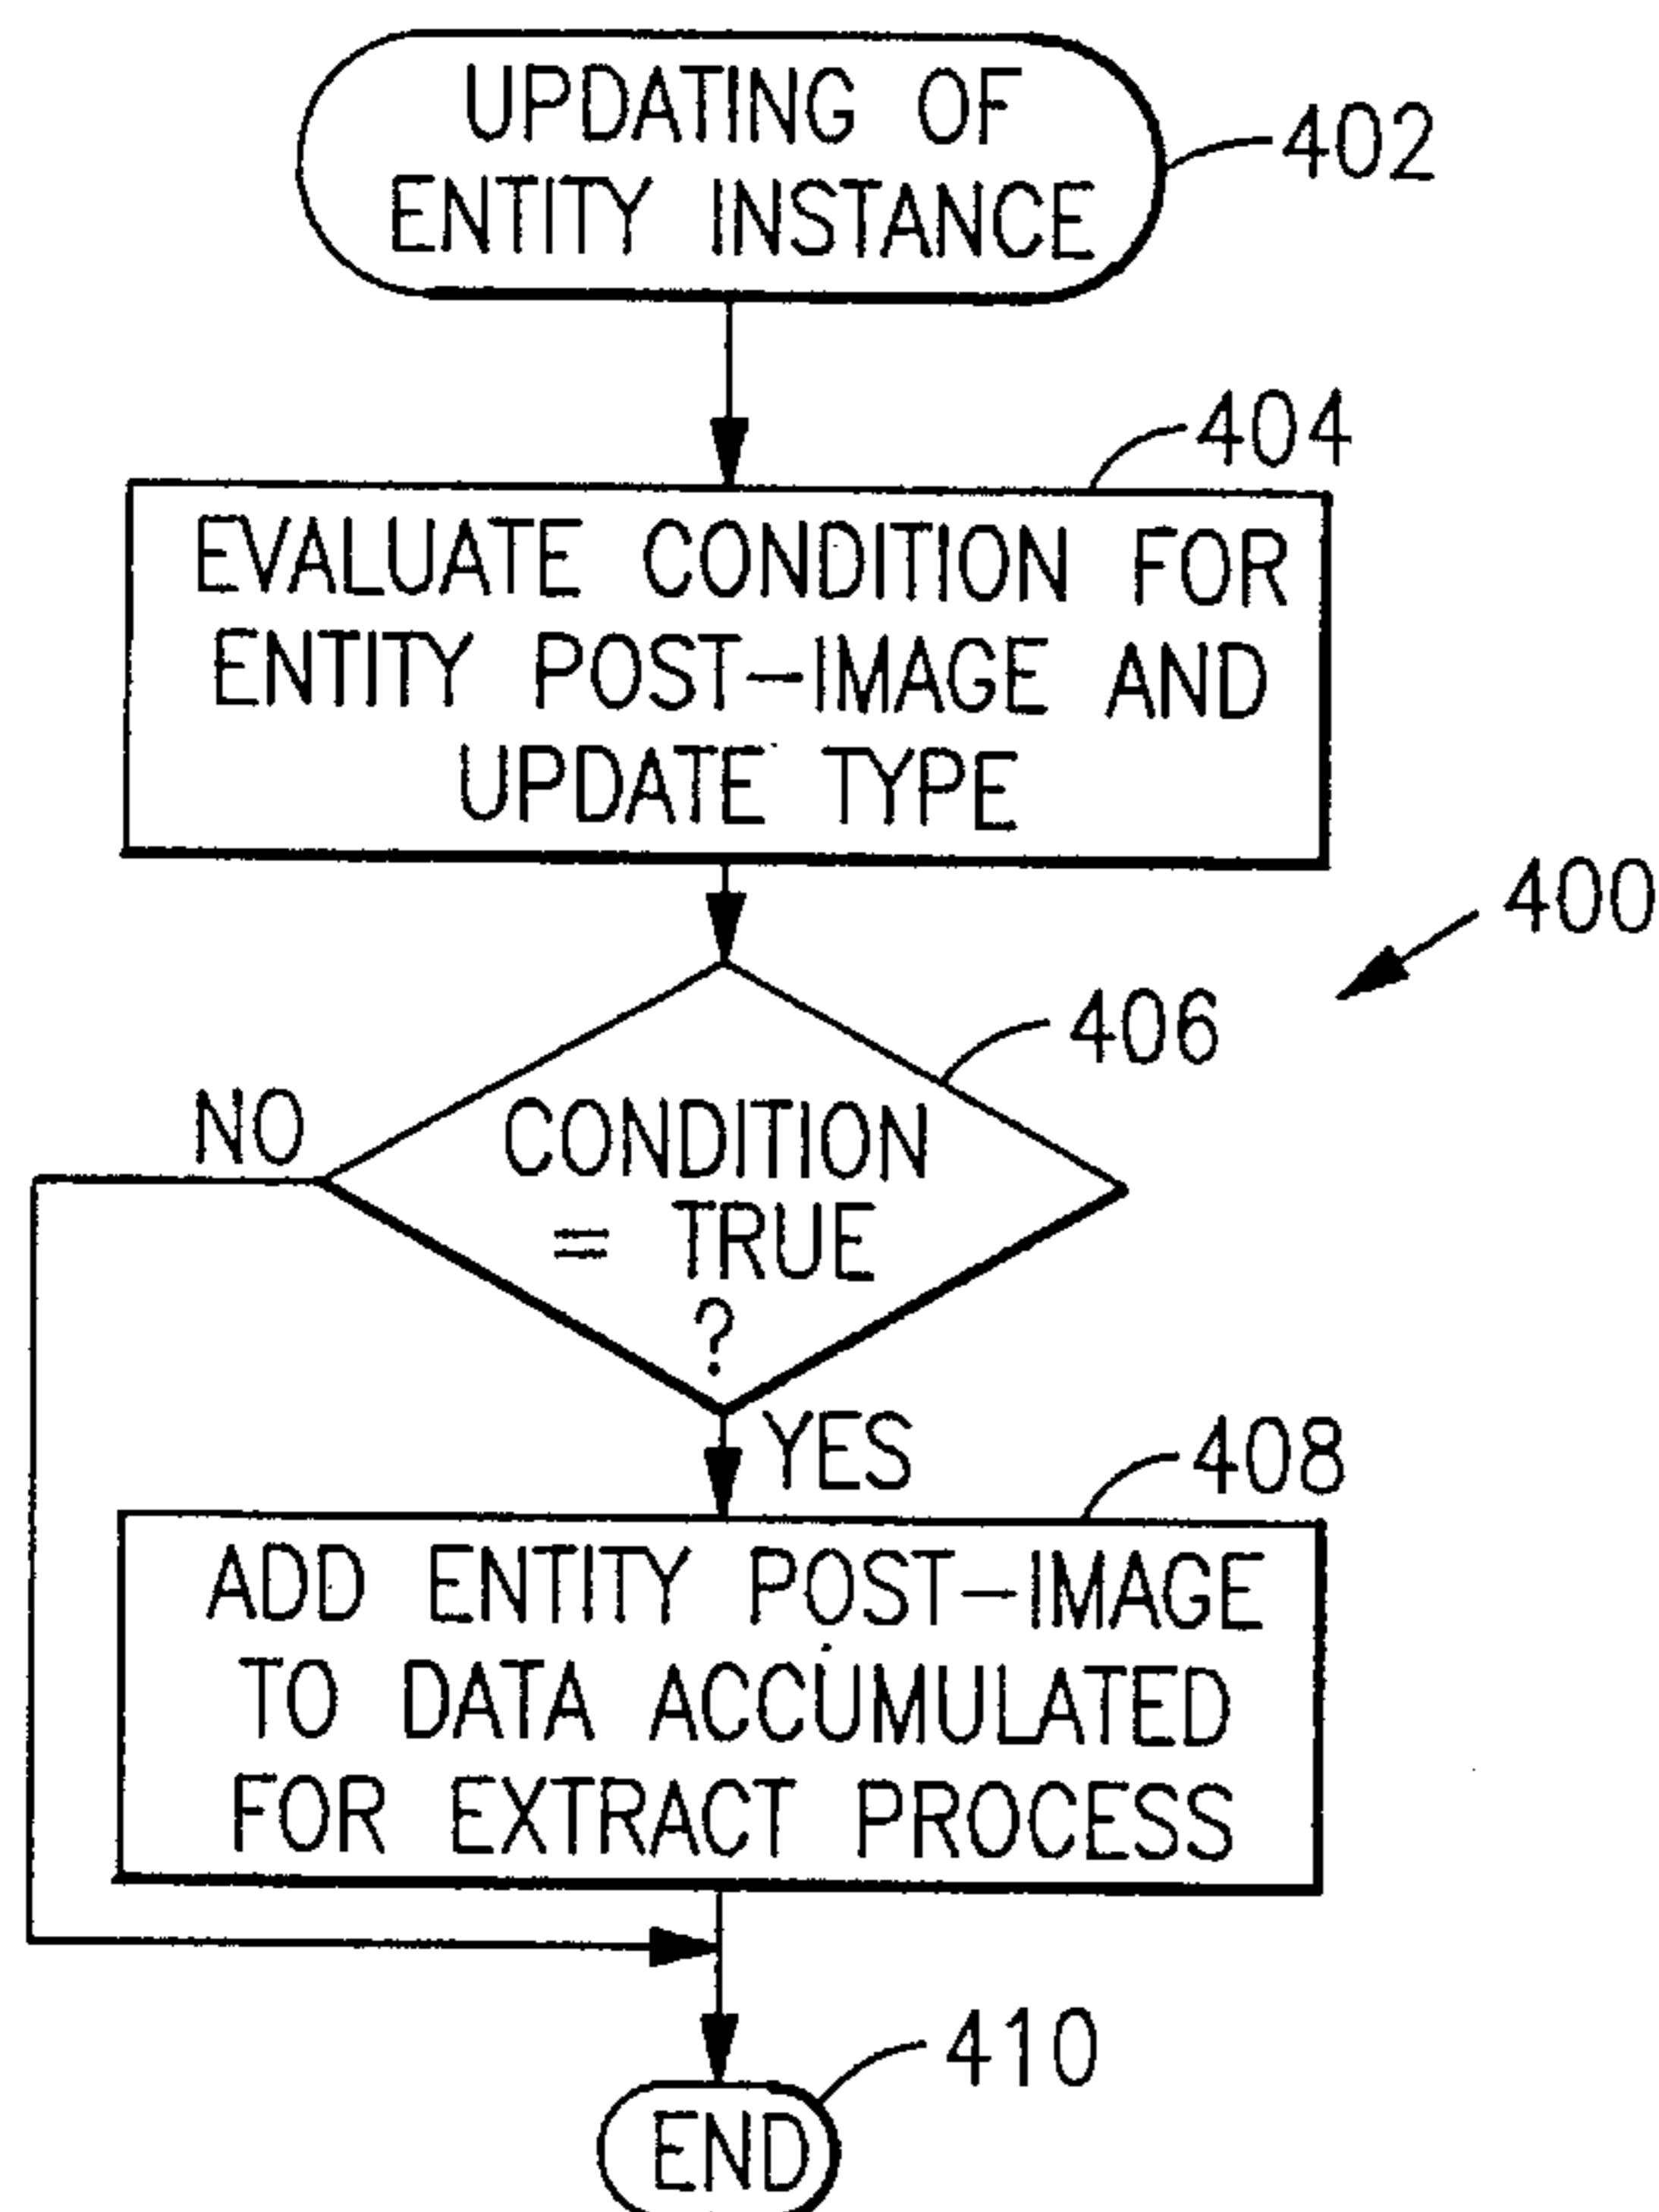 UPDATING OF
ENTITY INSTANCE
402
404
EVALUATE CONDITION FOR
ENTITY POST-IMAGE AND
UPDATE TYPE
400
406
NO
CONDITION
= TRUE
?
YES
408
ADD ENTITY POST-IMAGE
TO DATA ACCUMULATED
FOR EXTRACT PROCESS
410
END